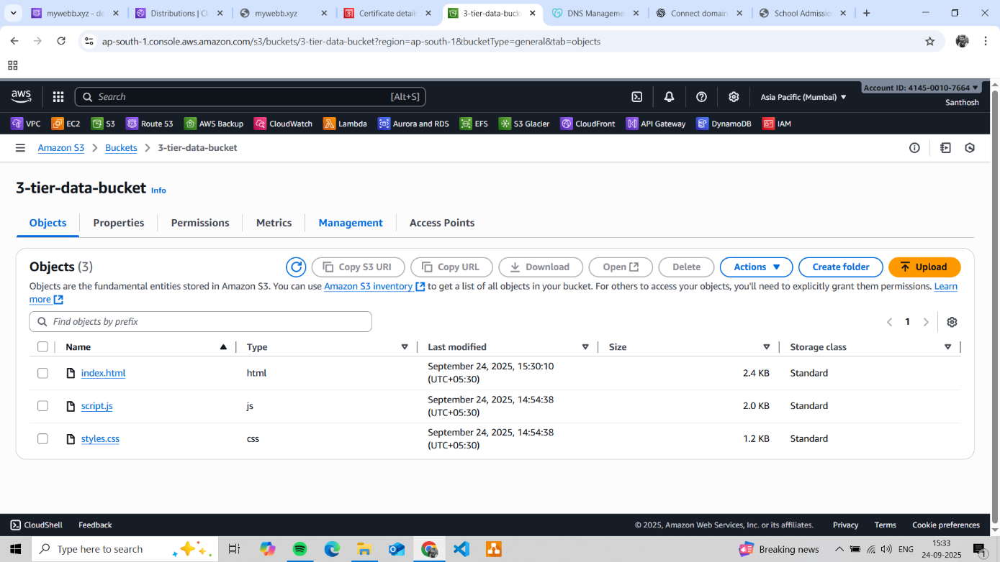 mywebb.xyz - de
Distributions | Cl
mywebb.xyz
Certificate detail
3-tier-data-buck
DNS Manageme
Connect domain
School Admissio
ap-south-1.console.aws.amazon.com/s3/buckets/3-tier-data-bucket?region=ap-south-1&bucketType=general&tab=objects
aws
Search
[Alt+S]
Asia Pacific (Mumbai)
Account ID: 4145-0010-7664
Santhosh
VPC
EC2
S3
Route 53
AWS Backup
CloudWatch
Lambda
Aurora and RDS
EFS
S3 Glacier
CloudFront
API Gateway
DynamoDB
IAM
Amazon S3
Buckets
3-tier-data-bucket
3-tier-data-bucket Info
Objects
Properties
Permissions
Metrics
Management
Access Points
Objects (3)
Copy S3 URI
Copy URL
Download
Open
Delete
Actions
Create folder
Upload
Objects are the fundamental entities stored in Amazon S3. You can use Amazon S3 inventory to get a list of all objects in your bucket. For others to access your objects, you'll need to explicitly grant them permissions. Learn
more
Find objects by prefix
1
Name
Type
Last modified
Size
Storage class
index.html
html
September 24, 2025, 15:30:10
(UTC+05:30)
2.4 KB
Standard
script.js
js
September 24, 2025, 14:54:38
(UTC+05:30)
2.0 KB
Standard
styles.css
css
September 24, 2025, 14:54:38
(UTC+05:30)
1.2 KB
Standard
CloudShell
Feedback
© 2025, Amazon Web Services, Inc. or its affiliates.
Privacy
Terms
Cookie preferences
Type here to search
Breaking news
ENG
15:33
24-09-2025
1